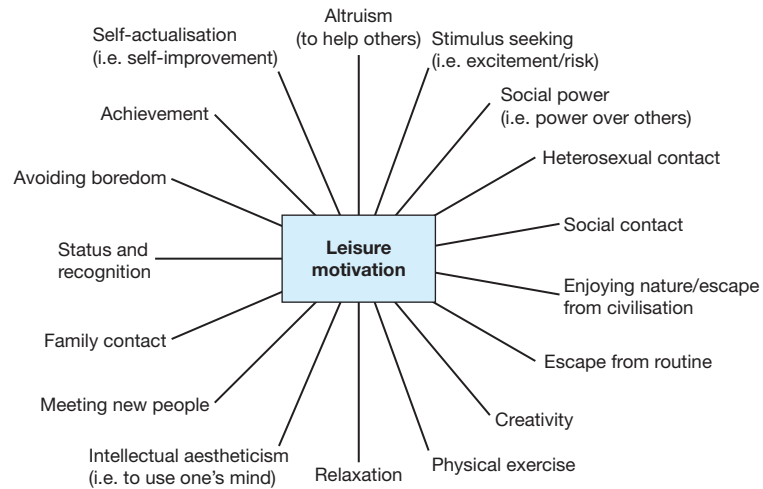 Altruism
(to help others)
Self-actualisation
(i.e. self-improvement)
Stimulus seeking
(i.e. excitement/risk)
Social power
(i.e. power over others)
Achievement
Heterosexual contact
Avoiding boredom
Social contact
Status and
recognition
Leisure
motivation
Enjoying nature/escape
from civilisation
Family contact
Escape from routine
Meeting new people
Creativity
Intellectual aestheticism
(i.e. to use one's mind)
Relaxation
Physical exercise